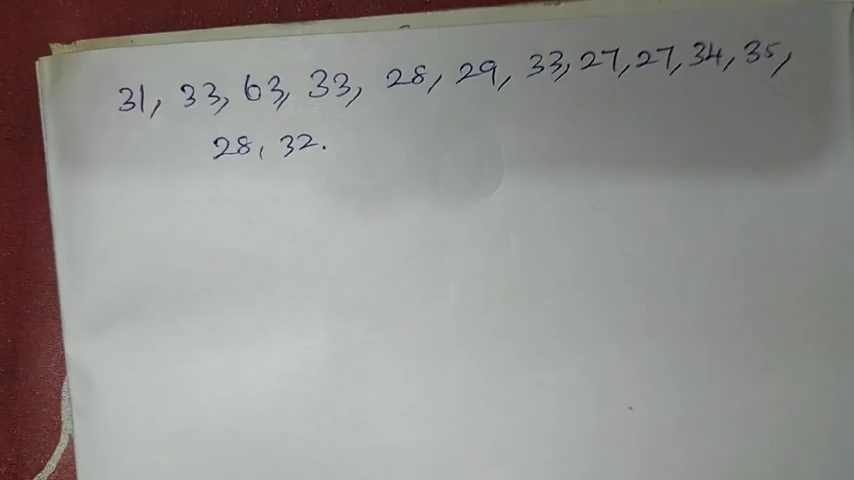 31, 33, 63, 33, 28, 29, 33, 27, 27, 34, 35,
28, 32.